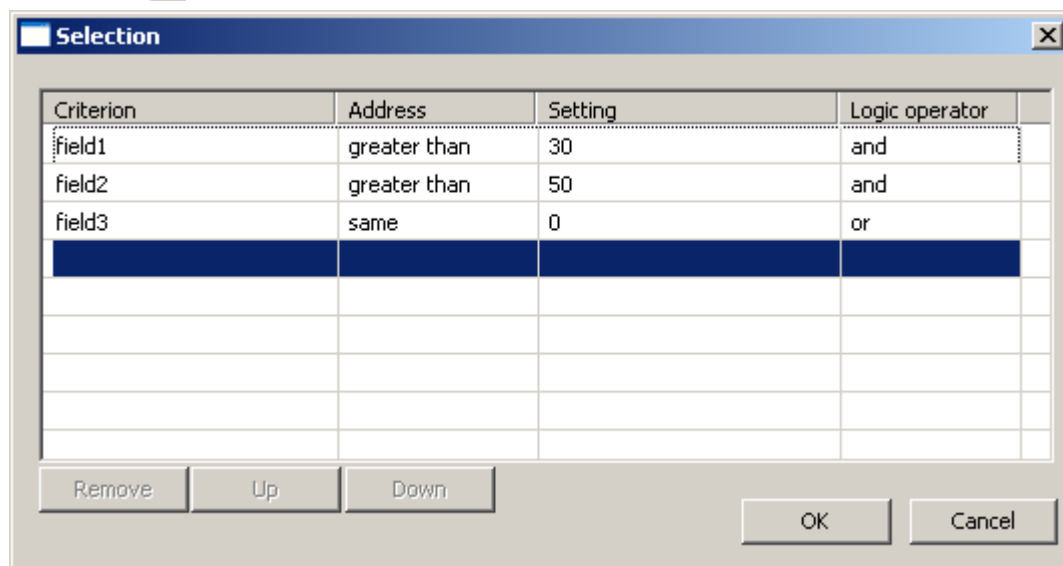 Selection
Criterion Address Setting Logic operator
field1 greater than 30 and
field2 greater than 50 and
field3 same 0 or
Remove Up Down
OK Cancel